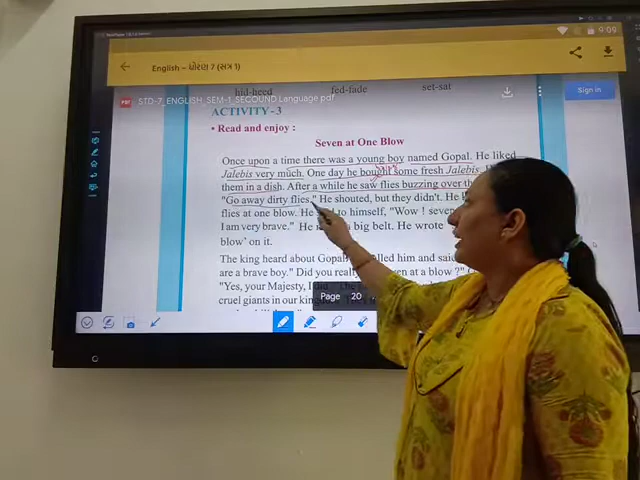 9:09
English - ધોરણ 7 (સત્ર 1)
hid-heed fed-fade set-sat
STD-7_ENGLISH_SEM-1_SECOUND Language.pdf
Sign in
ACTIVITY-3
• Read and enjoy :
Seven at One Blow
Once upon a time there was a young boy named Gopal. He liked
Jalebis very much. One day he bought some fresh Jalebis.
them in a dish. After a while he saw flies buzzing over
"Go away dirty flies," He shouted, but they didn't. He
flies at one blow. He to himself, "Wow ! seve
I am very brave." He a big belt. He wrote
blow' on it.
The king heard about Gopal. him and said
are a brave boy." Did you really at a blow ?"
"Yes, your Majesty, I
cruel giants in our
Page 20